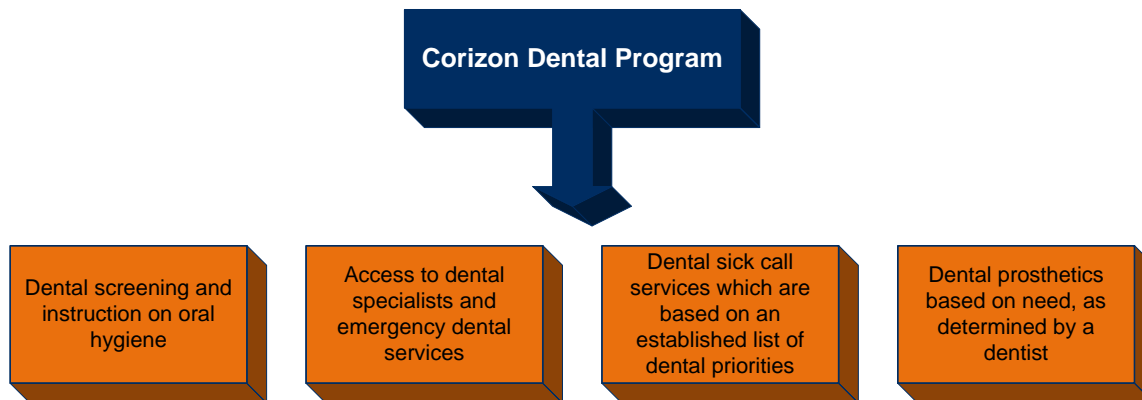 Corizon Dental Program
Dental screening and
instruction on oral
hygiene
Access to dental
specialists and
emergency dental
services
Dental sick call
services which are
based on an
established list of
dental priorities
Dental prosthetics
based on need, as
determined by a
dentist